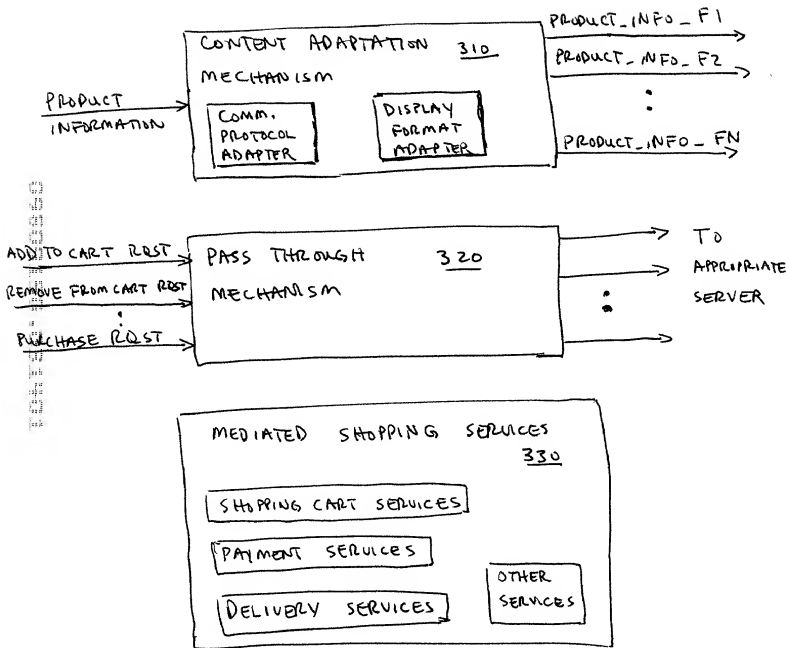 CONTENT ADAPTATION 310
MECHANISM
PRODUCT
INFORMATION
COMM.
PROTOCOL
ADAPTER
DISPLAY
FORMAT
ADAPTER
PRODUCT_INFO_F1
PRODUCT_INFO_F2
PRODUCT_INFO_FN
ADD TO CART RQST
REMOVE FROM CART RQST
PURCHASE RQST
PASS THROUGH 320
MECHANISM
TO
APPROPRIATE
SERVER
MEDIATED SHOPPING SERVICES
330
SHOPPING CART SERVICES
PAYMENT SERVICES
DELIVERY SERVICES
OTHER
SERVICES